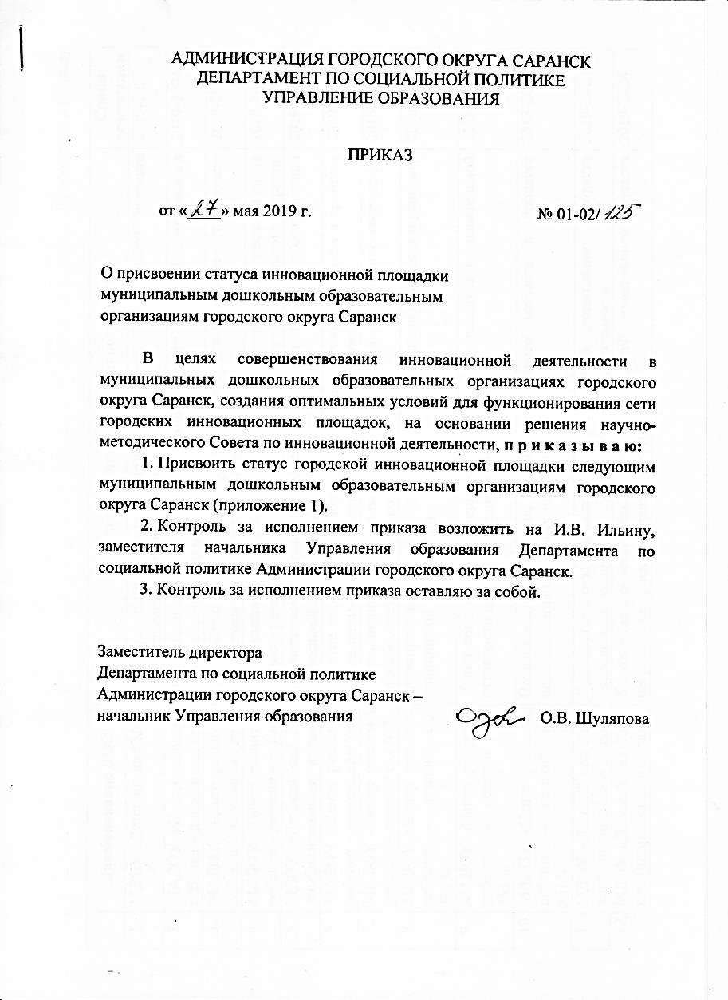 АДМИНИСТРАЦИЯ ГОРОДСКОГО ОКРУГА САРАНСК
ДЕПАРТАМЕНТ ПО СОЦИАЛЬНОЙ ПОЛИТИКЕ
УПРАВЛЕНИЕ ОБРАЗОВАНИЯ
ПРИКАЗ
от «27» мая 2019 г. № 01-02/125
О присвоении статуса инновационной площадки
муниципальным дошкольным образовательным
организациям городского округа Саранск
В целях совершенствования инновационной деятельности в
муниципальных дошкольных образовательных организациях городского
округа Саранск, создания оптимальных условий для функционирования сети
городских инновационных площадок, на основании решения научно-
методического Совета по инновационной деятельности, п р и к а з ы в а ю:
1. Присвоить статус городской инновационной площадки следующим
муниципальным дошкольным образовательным организациям городского
округа Саранск (приложение 1).
2. Контроль за исполнением приказа возложить на И.В. Ильину,
заместителя начальника Управления образования Департамента по
социальной политике Администрации городского округа Саранск.
3. Контроль за исполнением приказа оставляю за собой.
Заместитель директора
Департамента по социальной политике
Администрации городского округа Саранск –
начальник Управления образования О.В. Шуляпова